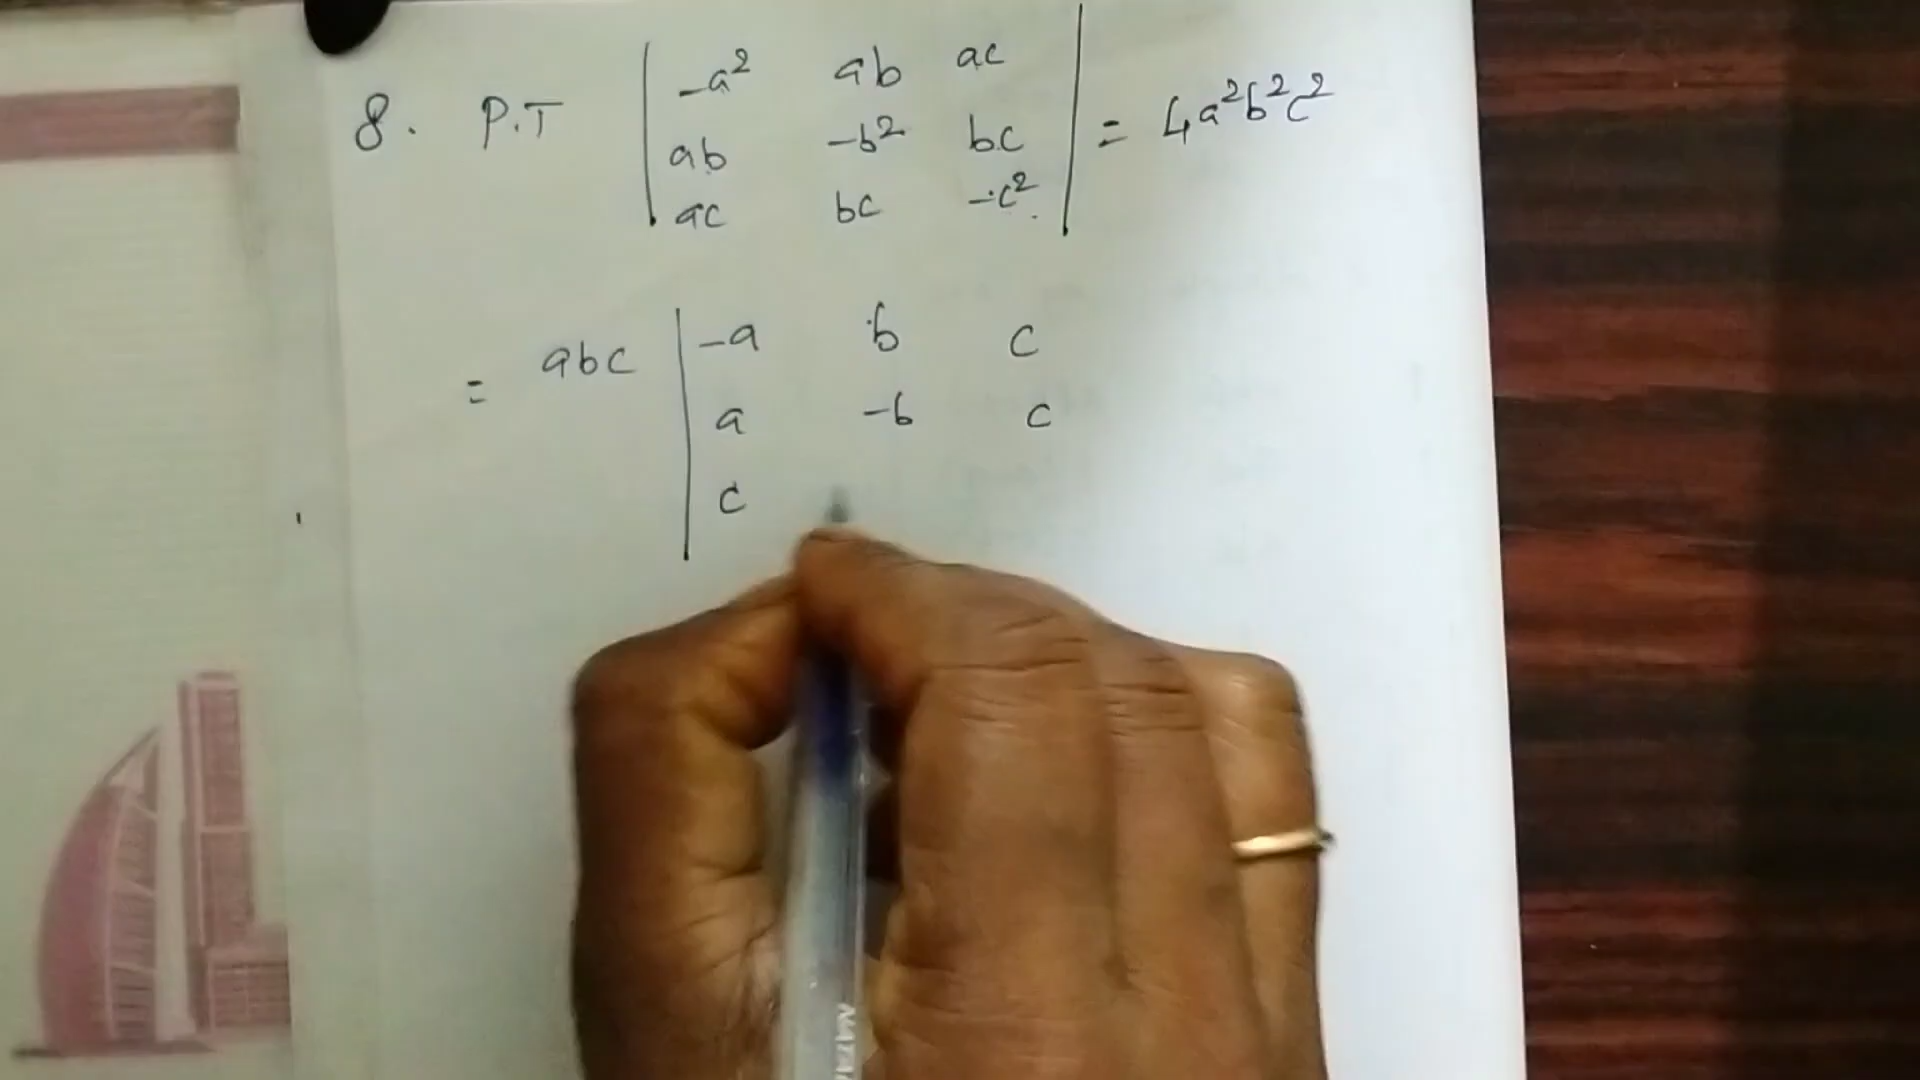 8. P.T | -a² ab ac | = 4a²b²c²
ab -b² bc
ac bc -c²
= abc | -a b c
a -b c
c